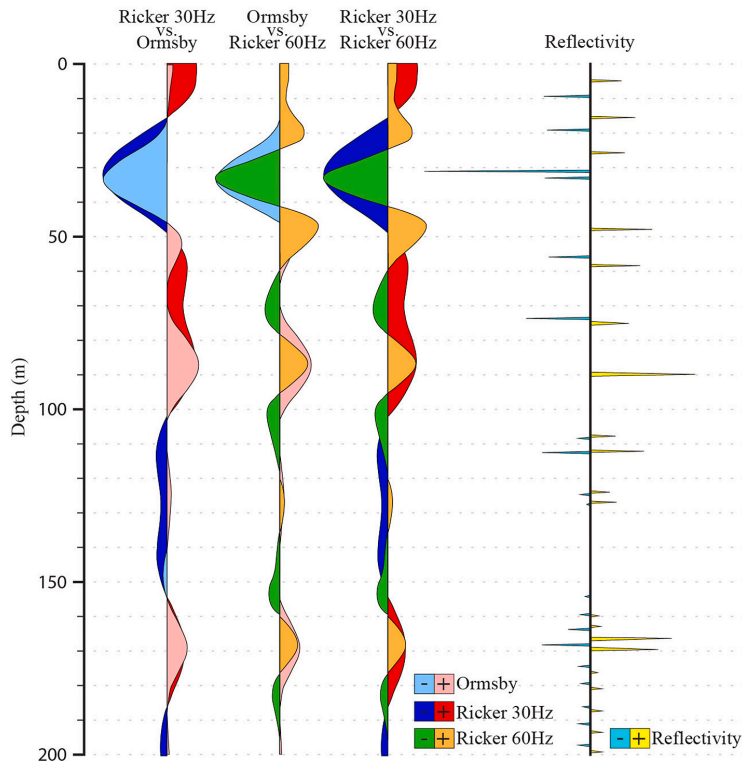 Ricker 30Hz
vs.
Ormsby
Ormsby
vs.
Ricker 60Hz
Ricker 30Hz
vs.
Ricker 60Hz
Reflectivity
0
50
100
150
200
Depth (m)
- + Ormsby
- + Ricker 30Hz
- + Ricker 60Hz
- + Reflectivity